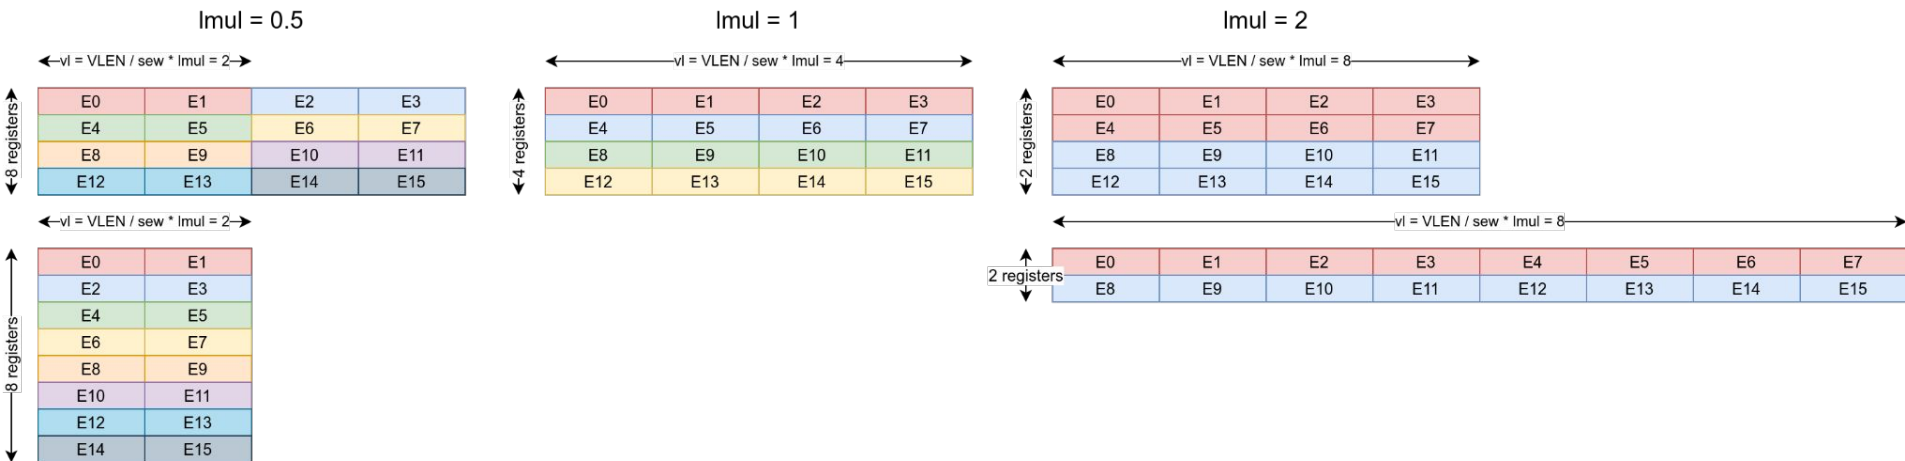 lmul = 0.5
vl = VLEN / sew * lmul = 2
8 registers
E0 E1 E2 E3
E4 E5 E6 E7
E8 E9 E10 E11
E12 E13 E14 E15
vl = VLEN / sew * lmul = 2
8 registers
E0 E1
E2 E3
E4 E5
E6 E7
E8 E9
E10 E11
E12 E13
E14 E15
lmul = 1
vl = VLEN / sew * lmul = 4
4 registers
E0 E1 E2 E3
E4 E5 E6 E7
E8 E9 E10 E11
E12 E13 E14 E15
lmul = 2
vl = VLEN / sew * lmul = 8
2 registers
E0 E1 E2 E3
E4 E5 E6 E7
E8 E9 E10 E11
E12 E13 E14 E15
vl = VLEN / sew * lmul = 8
2 registers
E0 E1 E2 E3 E4 E5 E6 E7
E8 E9 E10 E11 E12 E13 E14 E15